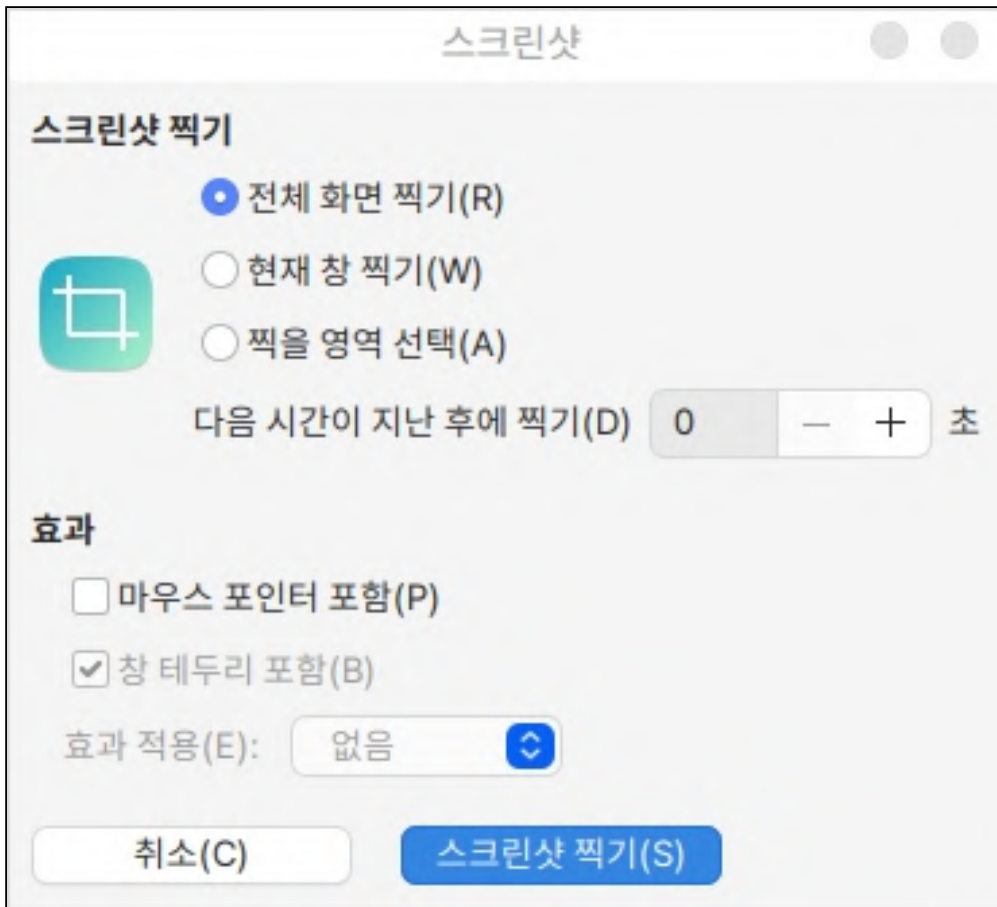 스크린샷
스크린샷 찍기
전체 화면 찍기(R)
현재 창 찍기(W)
찍을 영역 선택(A)
다음 시간이 지난 후에 찍기(D) 0 − + 초
효과
마우스 포인터 포함(P)
창 테두리 포함(B)
효과 적용(E): 없음
취소(C) 스크린샷 찍기(S)